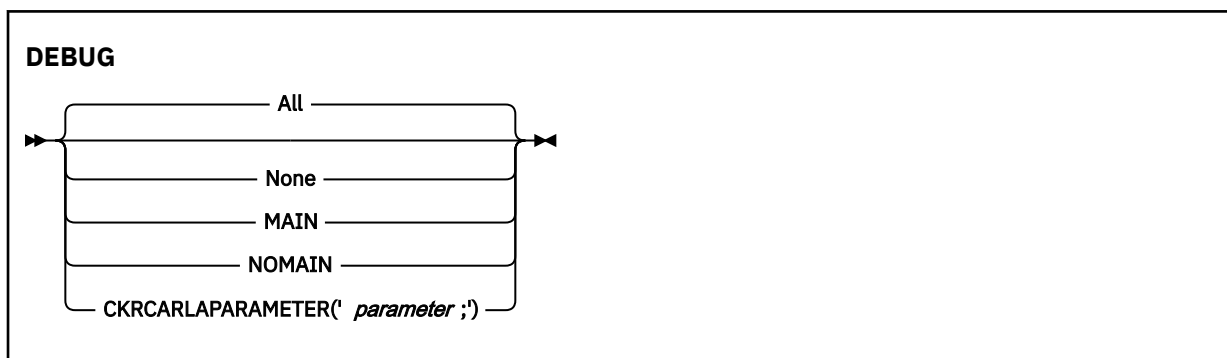 DEBUG
All
None
MAIN
NOMAIN
CKRCARLAPARAMETER(' parameter ;')